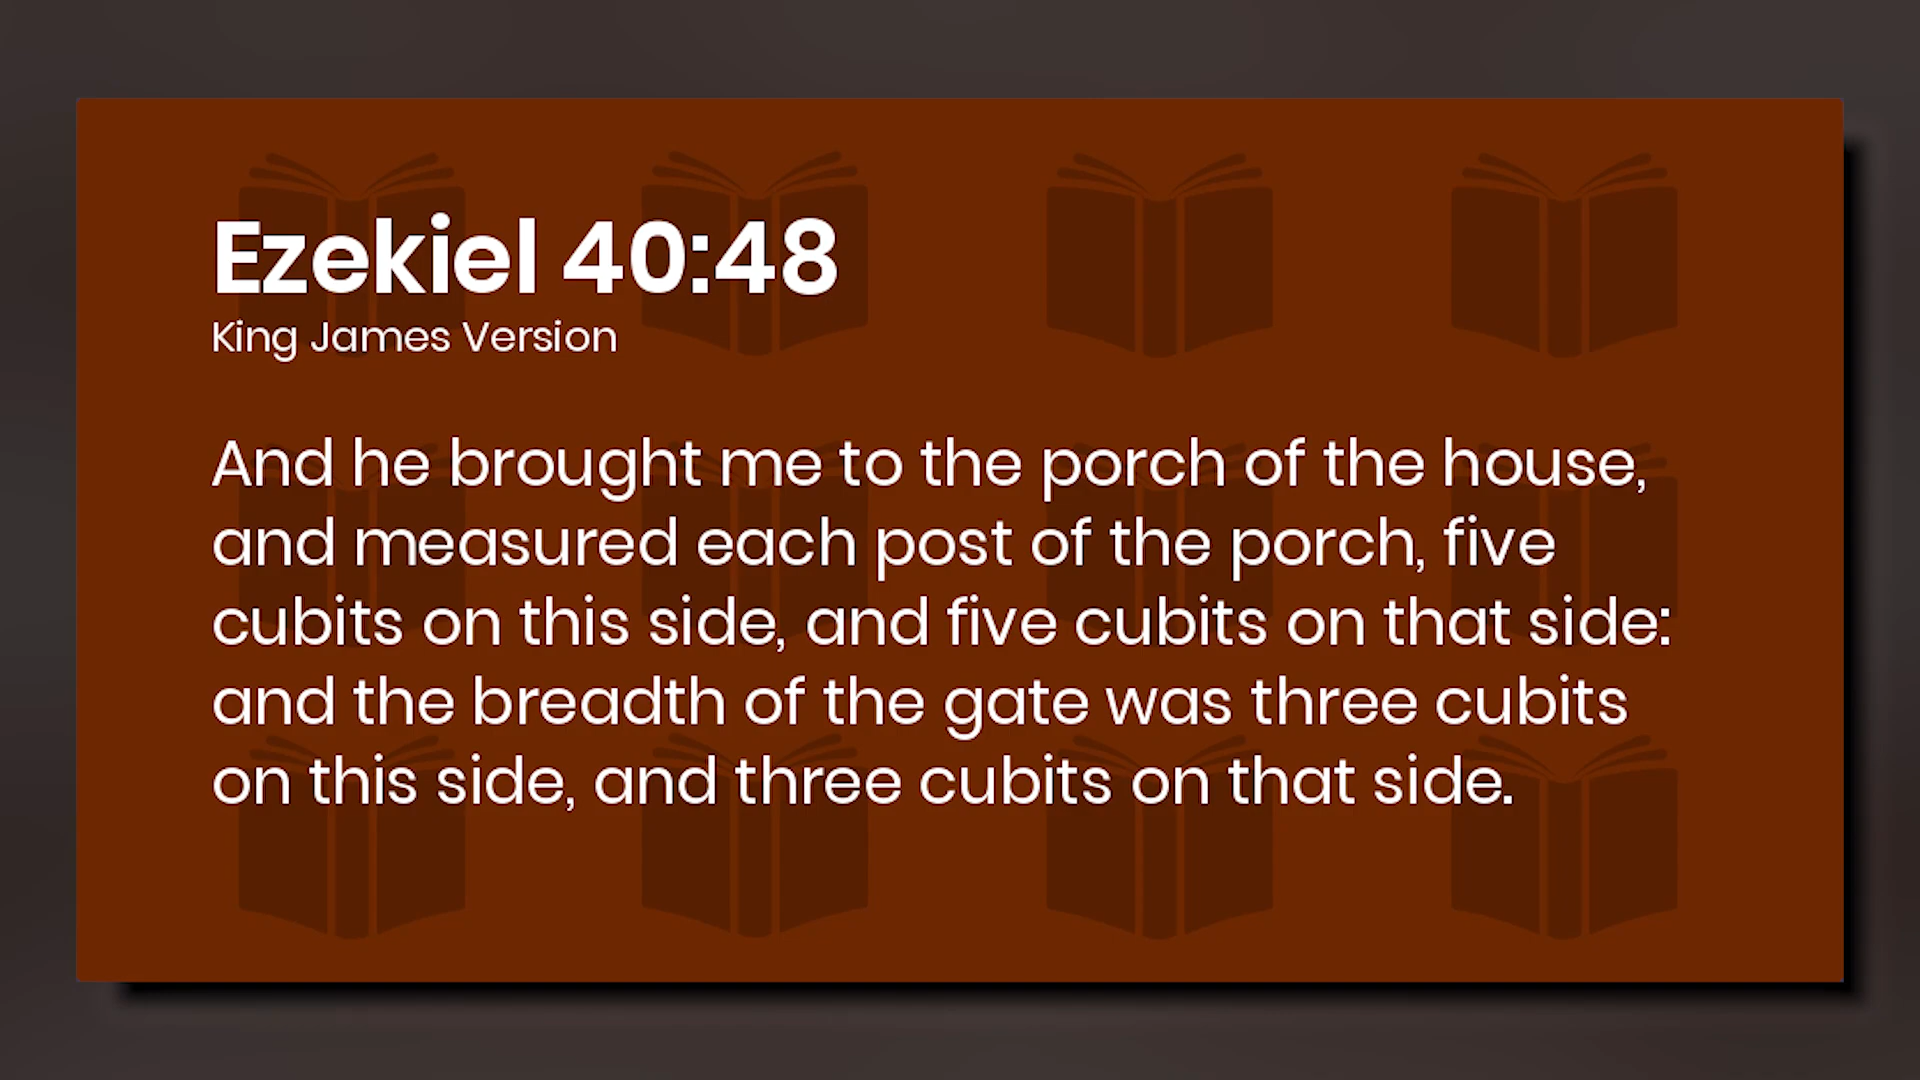 Ezekiel 40:48
King James Version
And he brought me to the porch of the house,
and measured each post of the porch, five
cubits on this side, and five cubits on that side:
and the breadth of the gate was three cubits
on this side, and three cubits on that side.